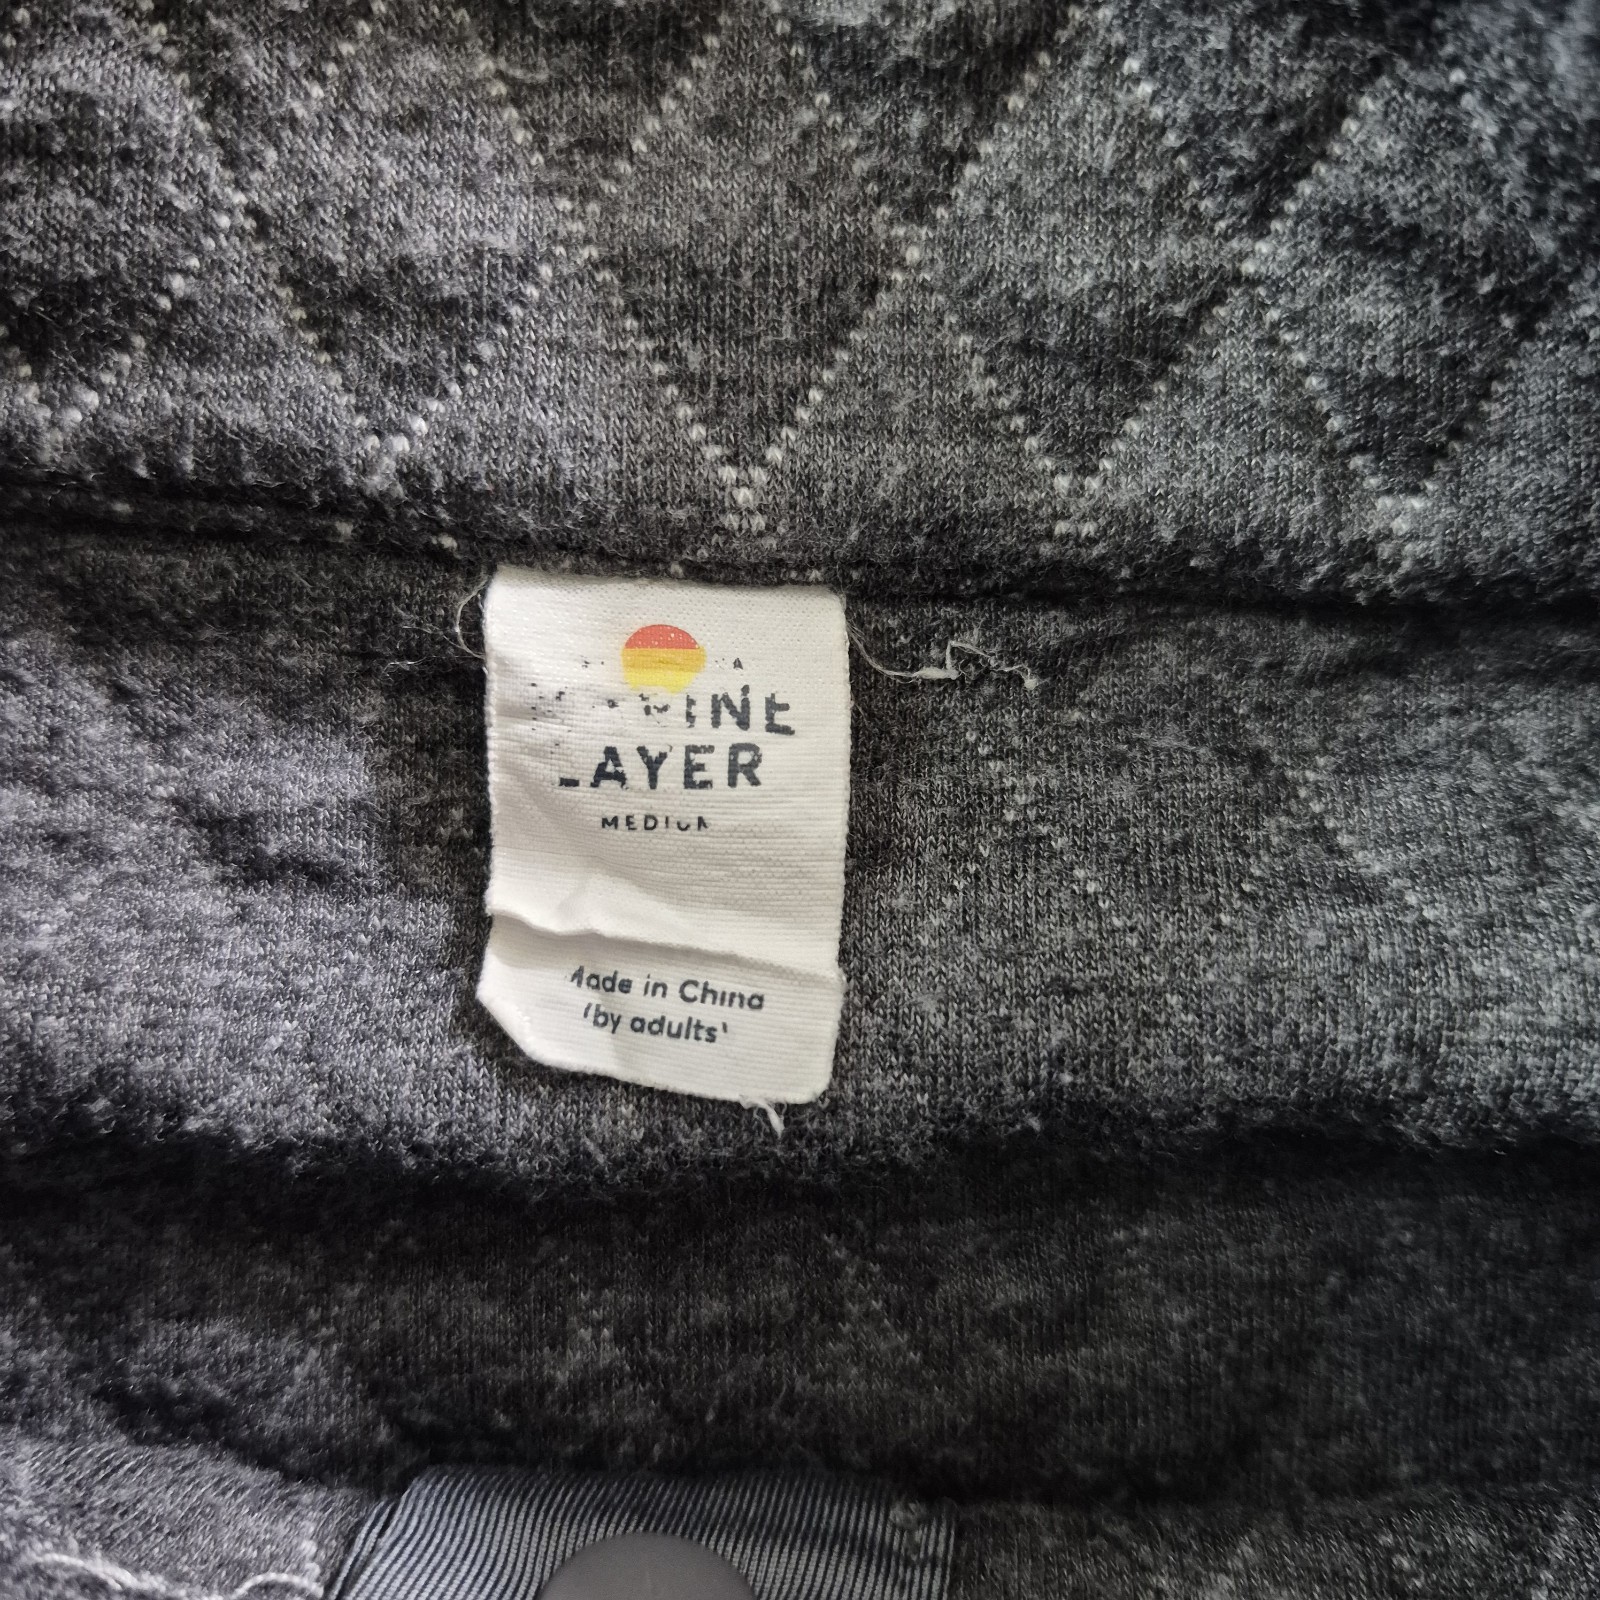 LAYER
MEDIUM
Made in China
(by adults)